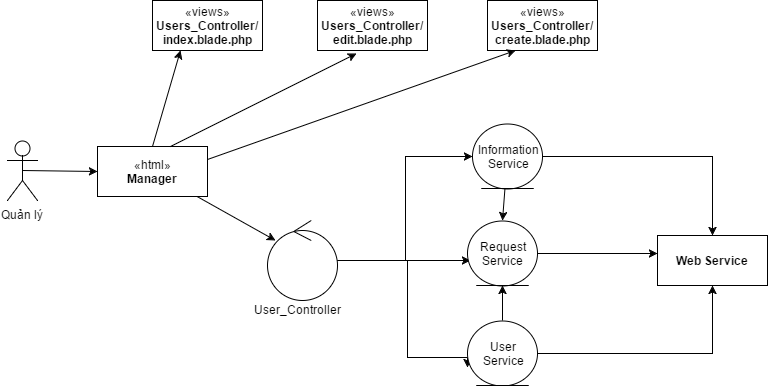 «views»
Users_Controller/
index.blade.php
«views»
Users_Controller/
edit.blade.php
«views»
Users_Controller/
create.blade.php
«html»
Manager
Quản lý
Information
Service
Request
Service
Web Service
User_Controller
User
Service